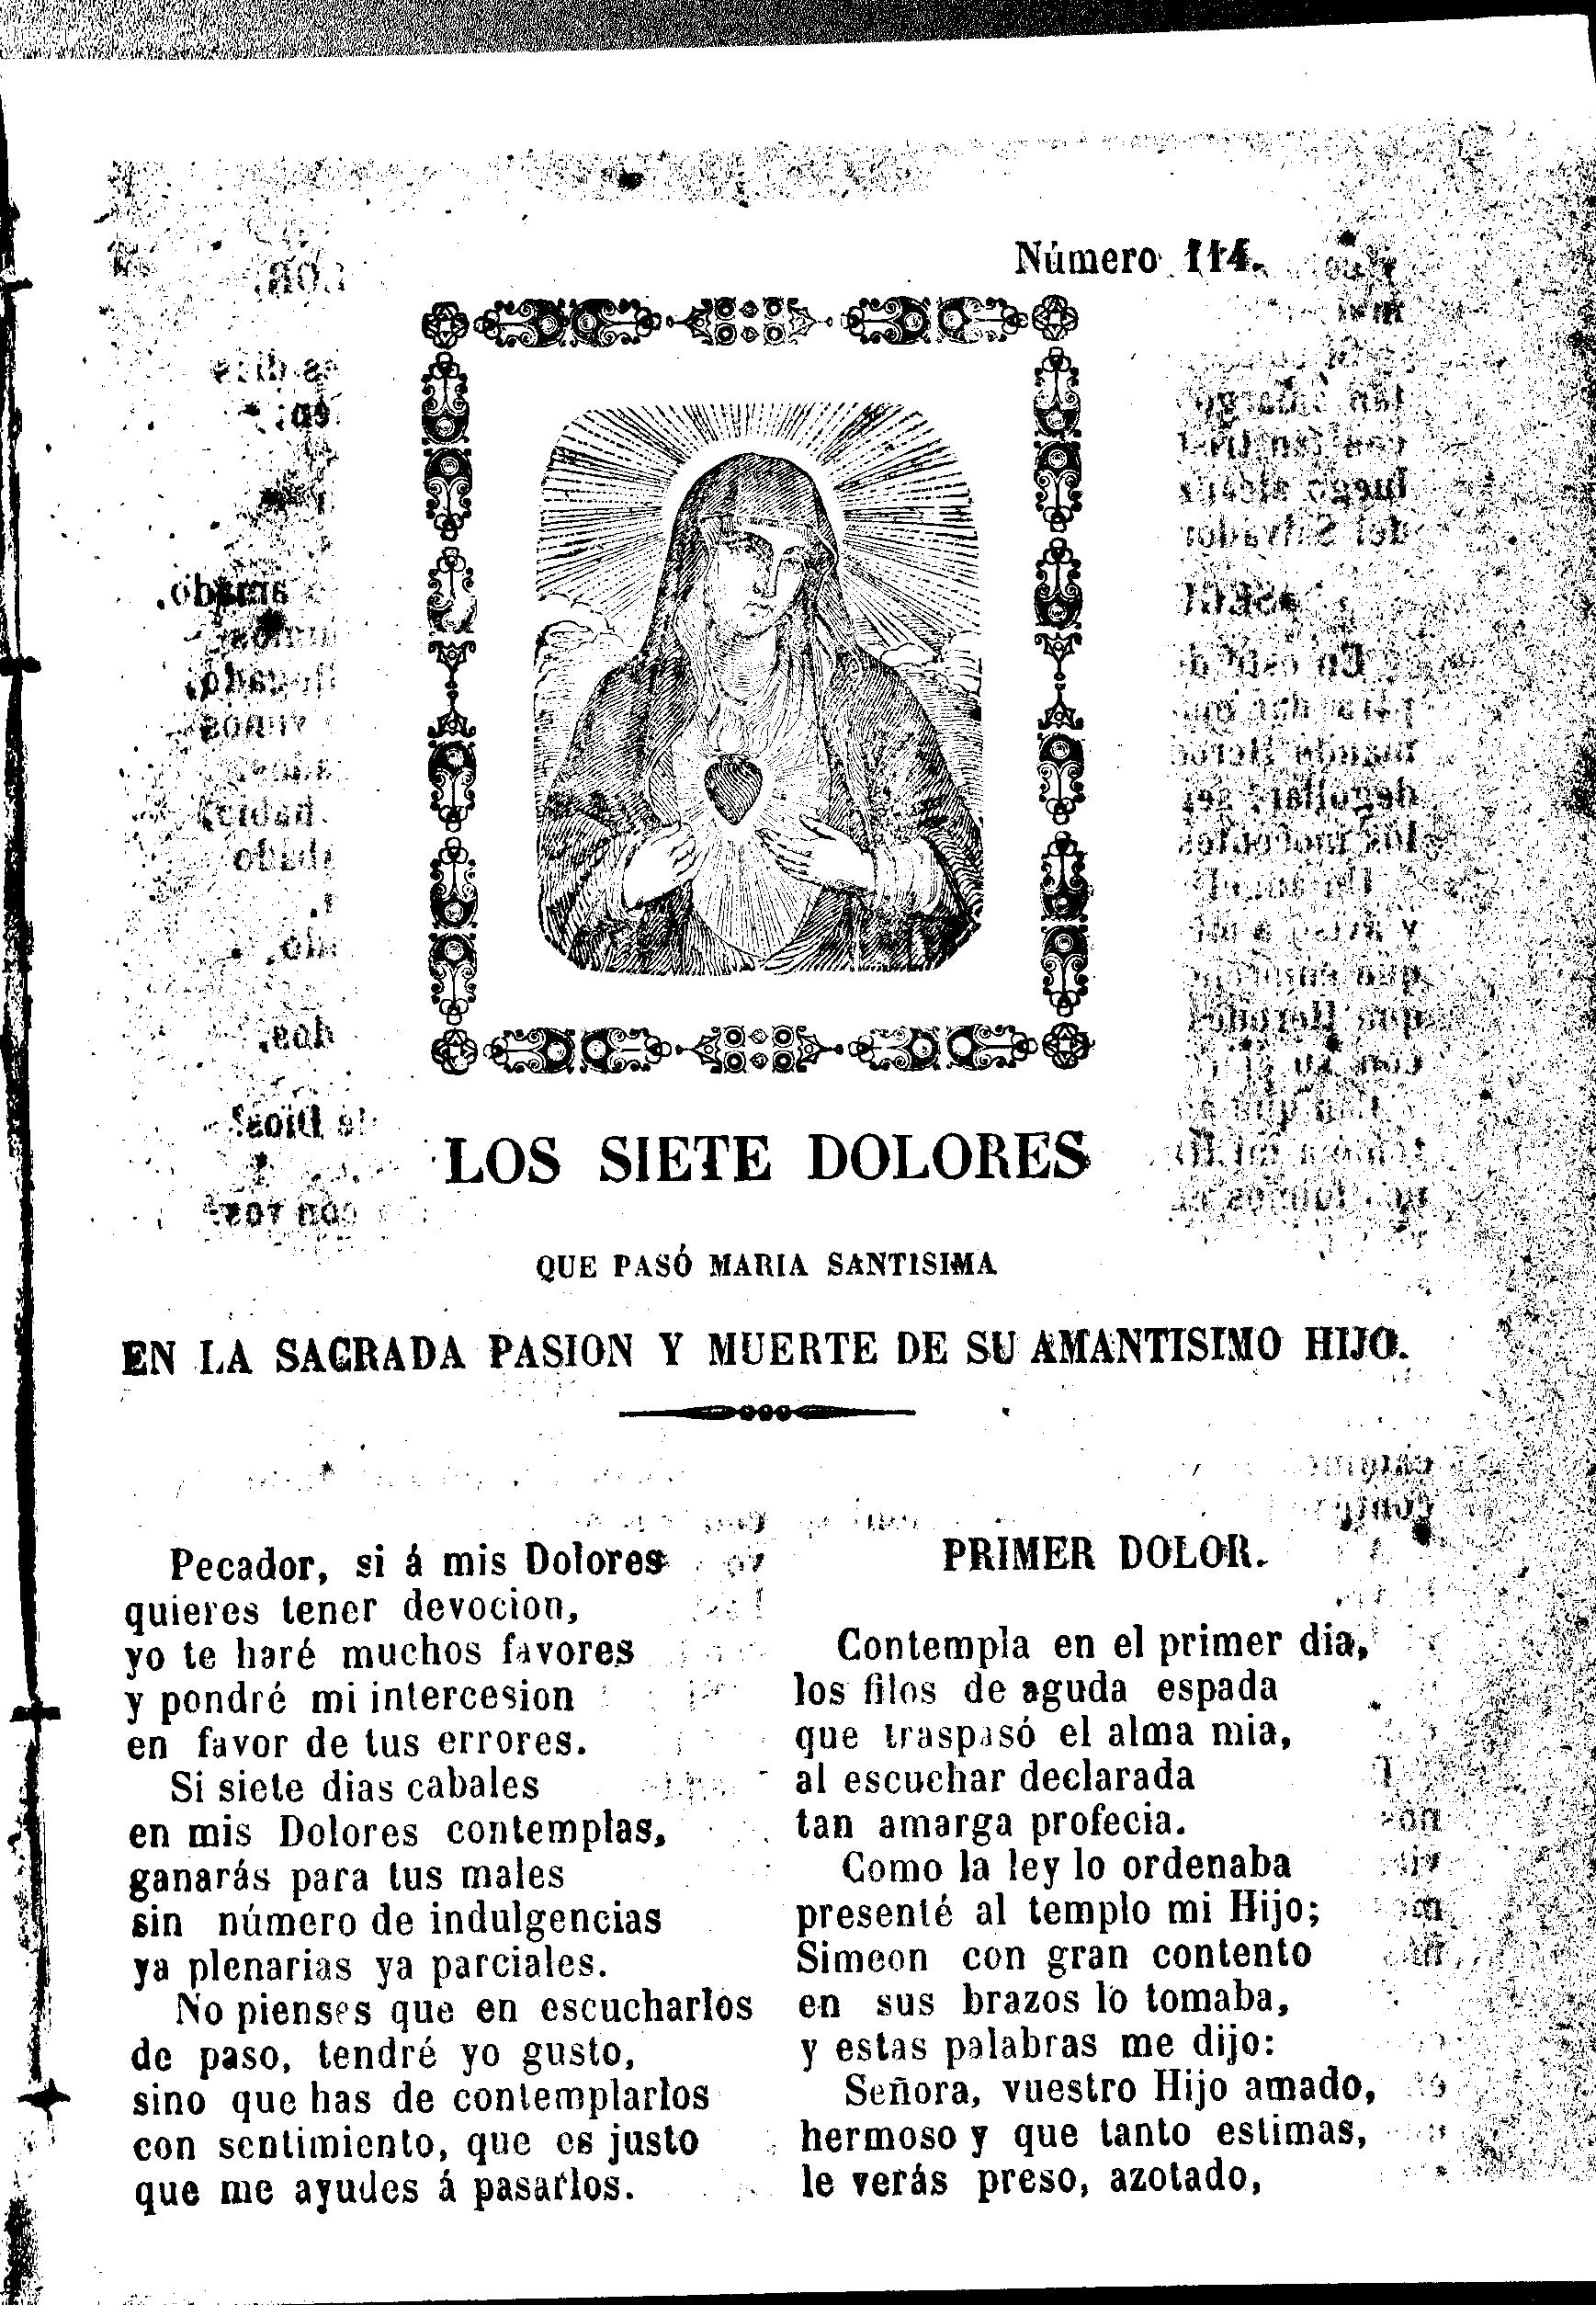 Número 114.
LOS SIETE DOLORES
QUE PASÓ MARIA SANTISIMA
EN LA SAGRADA PASION Y MUERTE DE SU AMANTISIMO HIJO.
Pecador, si á mis Dolores
quieres tener devocion,
yo te haré muchos favores
y pondré mi intercesion
en favor de tus errores.
Si siete dias cabales
en mis Dolores contemplas,
ganarás para tus males
sin número de indulgencias
ya plenarias ya parciales.
No pienses que en escucharlos
de paso, tendré yo gusto,
sino que has de contemplarlos
con sentimiento, que es justo
que me ayudes á pasarlos.
PRIMER DOLOR.
Contempla en el primer dia,
los filos de aguda espada
que traspasó el alma mia,
al escuchar declarada
tan amarga profecia.
Como la ley lo ordenaba
presenté al templo mi Hijo;
Simeon con gran contento
en sus brazos lo tomaba,
y estas palabras me dijo:
Señora, vuestro Hijo amado,
hermoso y que tanto estimas,
le verás preso, azotado,